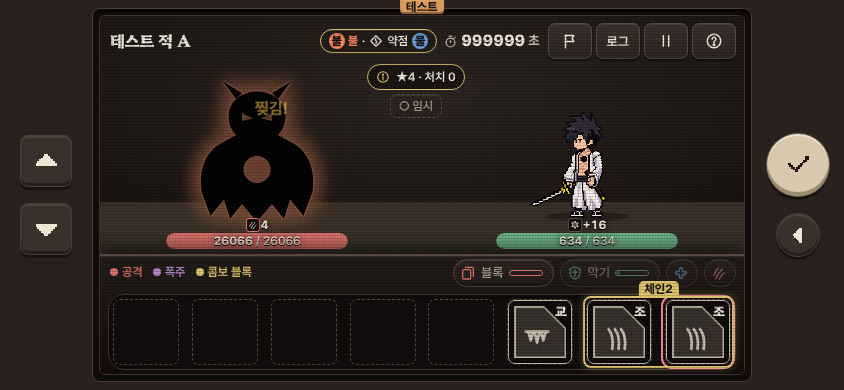 테스트
테스트 적 A
불 불 · 약점 물
999999 초
로그
★4 · 처치 0
임시
찢김!
4
+16
26066 / 26066
634 / 634
공격
폭주
콤보 블록
블록
막기
체인2
교
조
조